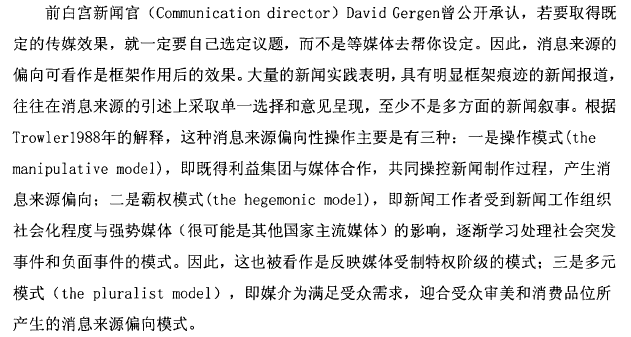 前白宫新闻官（Communication director）David Gergen曾公开承认，若要取得既
定的传媒效果，就一定要自己选定议题，而不是等媒体去帮你设定。因此，消息来源的
偏向可看作是框架作用后的效果。大量的新闻实践表明，具有明显框架痕迹的新闻报道，
往往在消息来源的引述上采取单一选择和意见呈现，至少不是多方面的新闻叙事。根据
Trowler1988年的解释，这种消息来源偏向性操作主要是有三种：一是操作模式(the
manipulative model)，即既得利益集团与媒体合作，共同操控新闻制作过程，产生消
息来源偏向；二是霸权模式(the hegemonic model)，即新闻工作者受到新闻工作组织
社会化程度与强势媒体（很可能是其他国家主流媒体）的影响，逐渐学习处理社会突发
事件和负面事件的模式。因此，这也被看作是反映媒体受制特权阶级的模式；三是多元
模式（the pluralist model），即媒介为满足受众需求，迎合受众审美和消费品位所
产生的消息来源偏向模式。